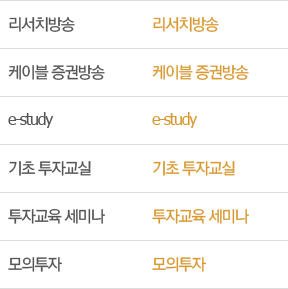 리서치방송 리서치방송
케이블 증권방송 케이블 증권방송
e-study e-study
기초 투자교실 기초 투자교실
투자교육 세미나 투자교육 세미나
모의투자 모의투자